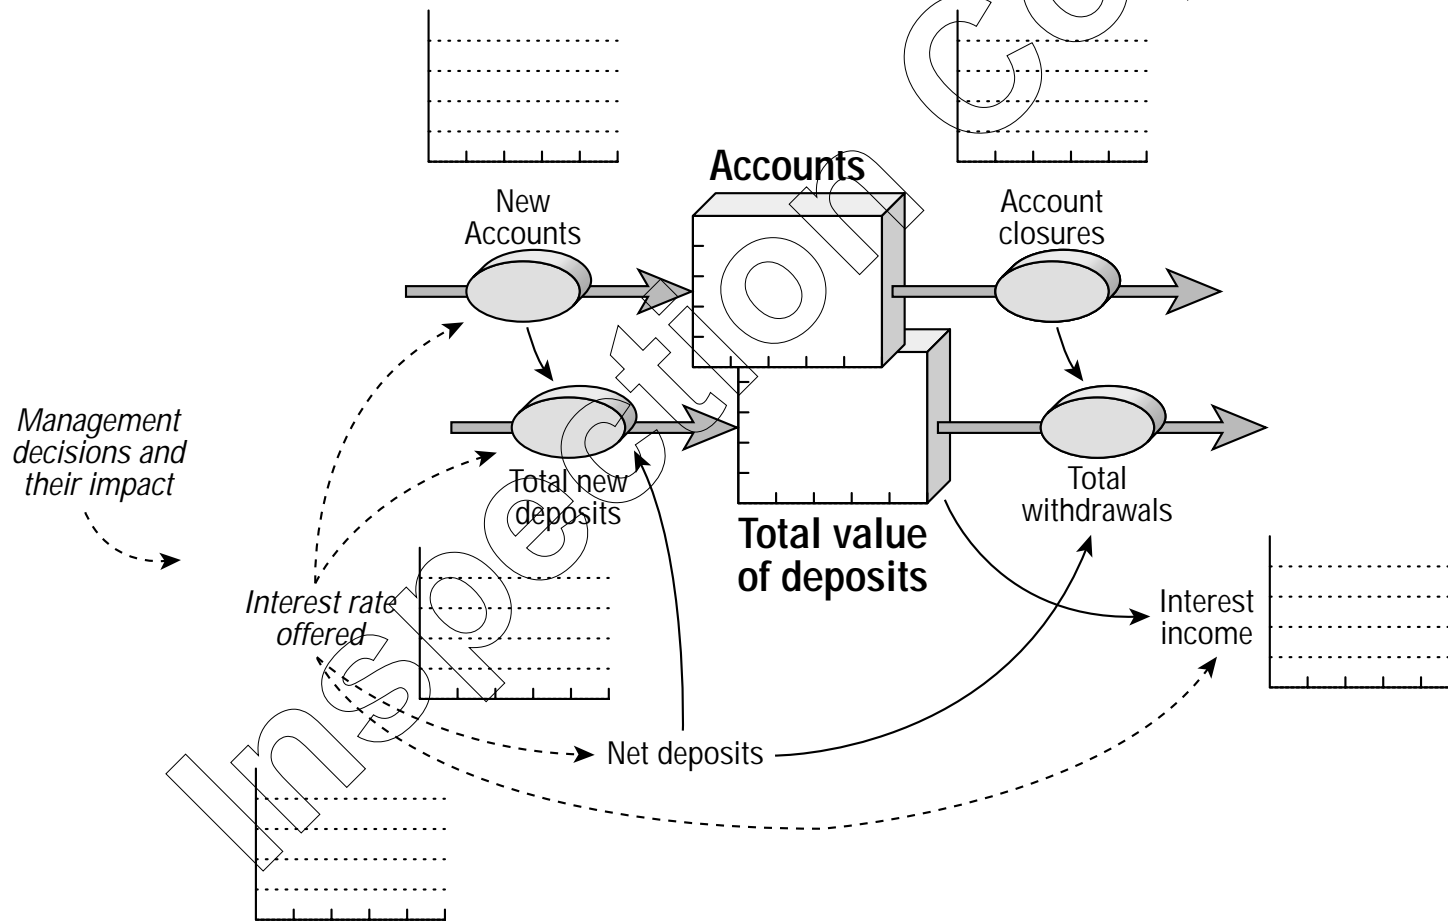 Accounts
New
Accounts
Account
closures
Management
decisions and
their impact
Total new
deposits
Total
withdrawals
Total value
of deposits
Interest rate
offered
Interest
income
Net deposits
Inspection Co